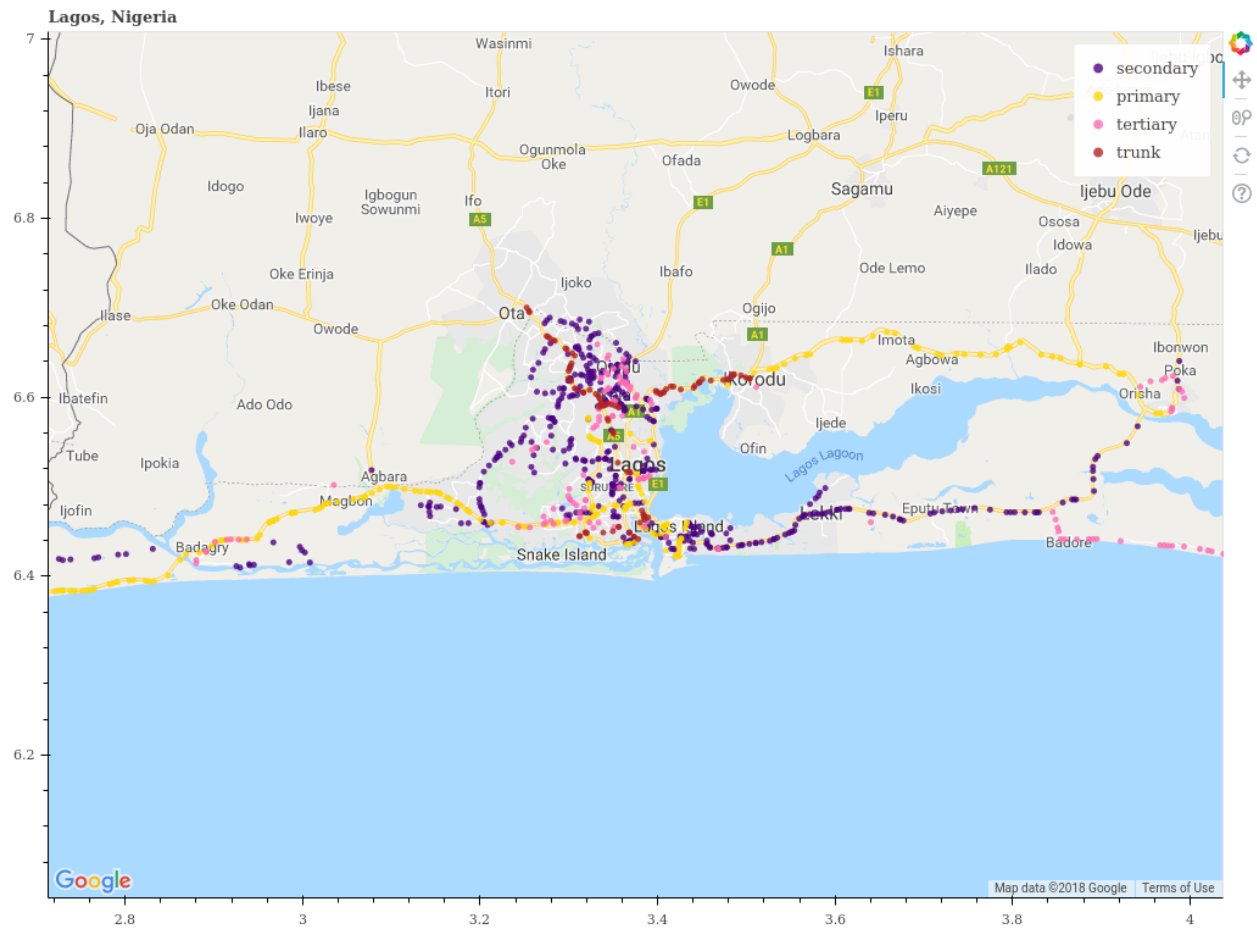 Lagos, Nigeria
secondary
primary
tertiary
trunk
7
6.8
6.6
6.4
6.2
Wasinmi
Ishara
Ibese
Itori
Owode
E1
Ijana
Iperu
Oja Odan
Ilaro
Logbara
Ogunmola
Oke
Ofada
A121
Idogo
Igbogun
Sowunmi
Ifo
E1
Sagamu
Ijebu Ode
Iwoye
A5
Aiyepe
Ososa
Ijebu
A1
Idowa
Oke Erinja
Ijoko
Ibafo
Ode Lemo
Ilado
Ilase
Oke Odan
Ota
Ogijo
Owode
A1
Imota
Ibonwon
Agbowa
Poka
Ikorodu
Ikosi
Orisha
Ibatefin
Ado Odo
A1
Ijede
A5
Ofin
Tube
Ipokia
Lagos
Lagos Lagoon
Agbara
E1
Magbon
SURULERE
Ijofin
Lekki
Eputu Town
Lagos Island
Badagry
Snake Island
Badore
Google
Map data ©2018 Google
Terms of Use
2.8
3
3.2
3.4
3.6
3.8
4